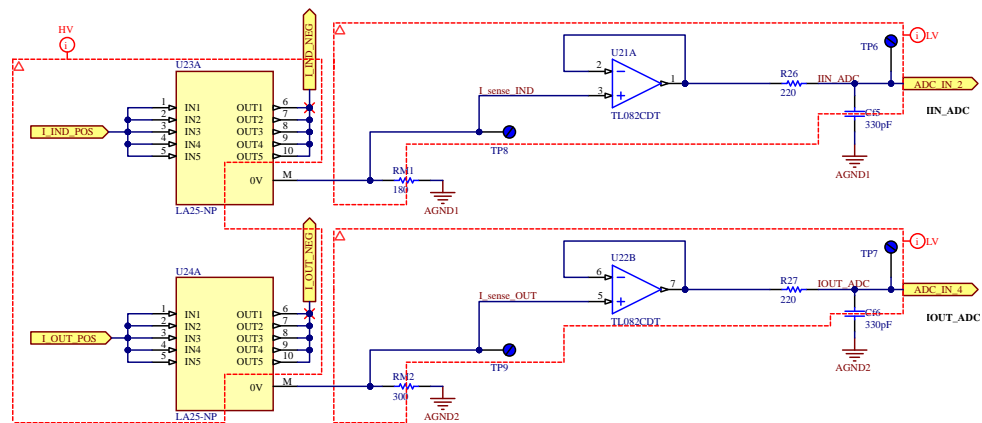 HV
I_IND_NEG
U23A
1 IN1 OUT1 6
2 IN2 OUT2 7
3 IN3 OUT3 8
4 IN4 OUT4 9
5 IN5 OUT5 10
0V M
LA25-NP
I_IND_POS
I_sense_IND
TP8
RM1
180
AGND1
U21A
2
3
1
TL082CDT
R26
220
IIN_ADC
TP6
i LV
ADC_IN_2
IIN_ADC
Cf5
330pF
AGND1
I_OUT_NEG
U24A
1 IN1 OUT1 6
2 IN2 OUT2 7
3 IN3 OUT3 8
4 IN4 OUT4 9
5 IN5 OUT5 10
0V M
LA25-NP
I_OUT_POS
I_sense_OUT
TP9
RM2
300
AGND2
U22B
6
5
7
TL082CDT
R27
220
IOUT_ADC
TP7
i LV
ADC_IN_4
IOUT_ADC
Cf6
330pF
AGND2